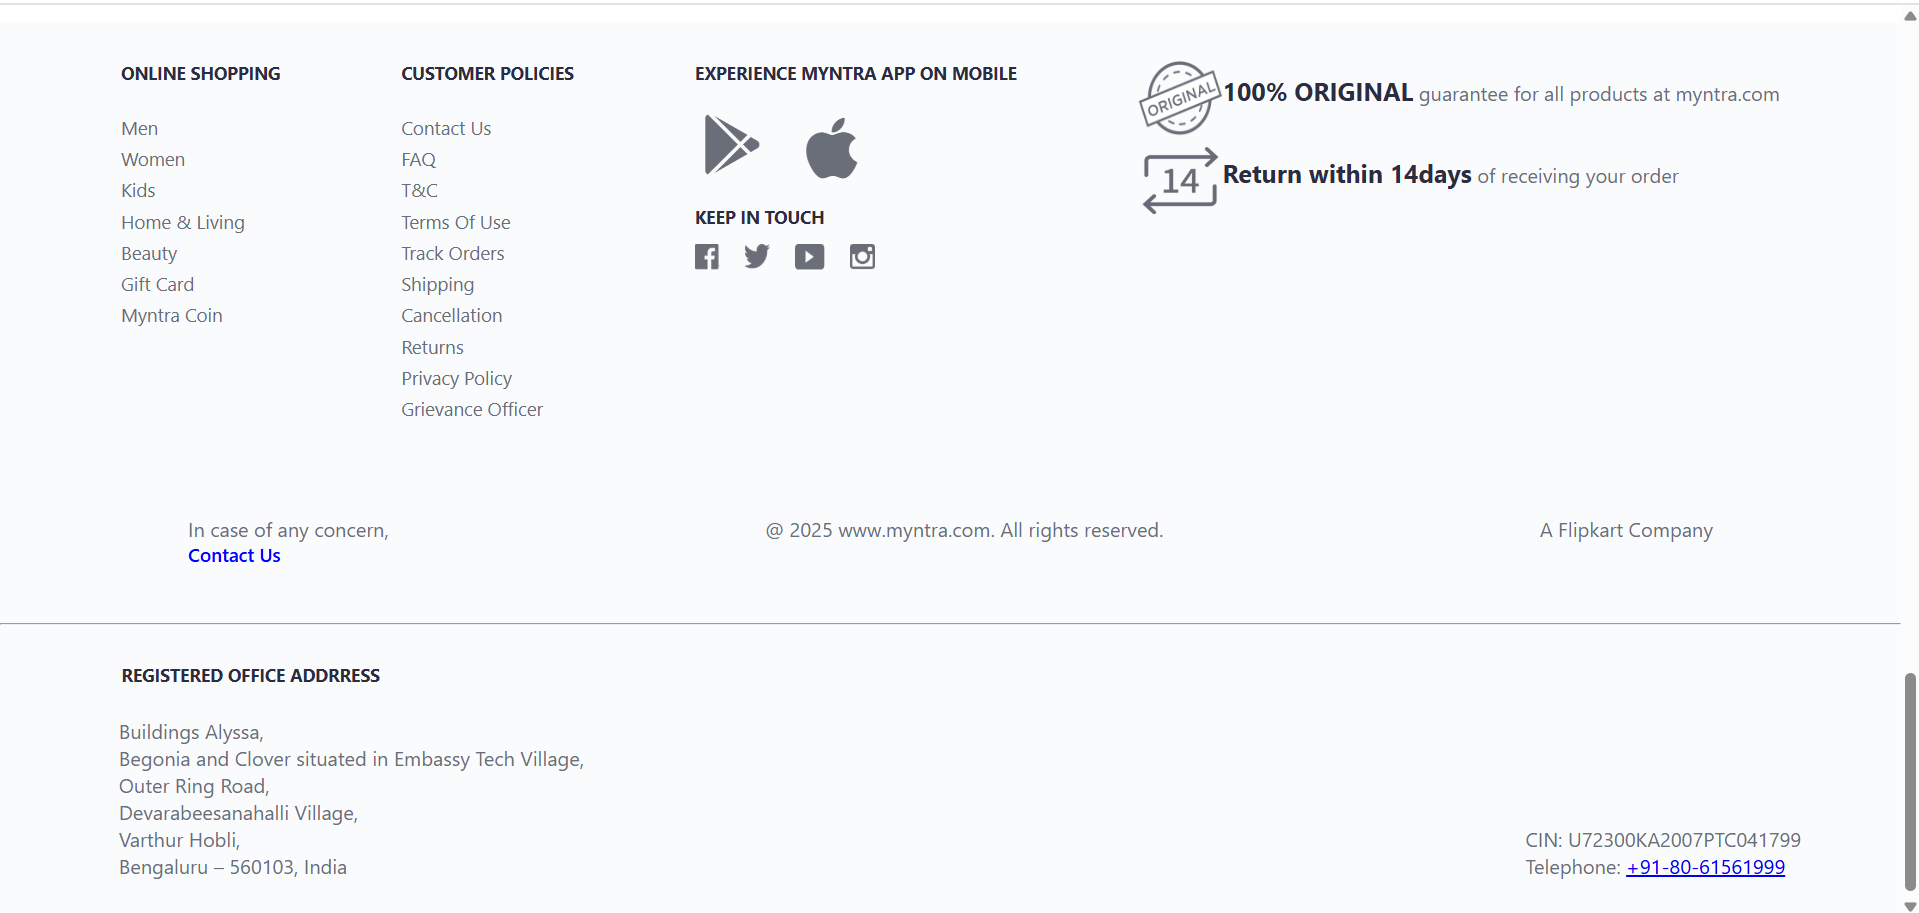 ONLINE SHOPPING
Men
Women
Kids
Home & Living
Beauty
Gift Card
Myntra Coin
CUSTOMER POLICIES
Contact Us
FAQ
T&C
Terms Of Use
Track Orders
Shipping
Cancellation
Returns
Privacy Policy
Grievance Officer
EXPERIENCE MYNTRA APP ON MOBILE
KEEP IN TOUCH
ORIGINAL
100% ORIGINAL guarantee for all products at myntra.com
14
Return within 14days of receiving your order
In case of any concern,
Contact Us
@ 2025 www.myntra.com. All rights reserved.
A Flipkart Company
REGISTERED OFFICE ADDRRESS
Buildings Alyssa,
Begonia and Clover situated in Embassy Tech Village,
Outer Ring Road,
Devarabeesanahalli Village,
Varthur Hobli,
Bengaluru – 560103, India
CIN: U72300KA2007PTC041799
Telephone: +91-80-61561999